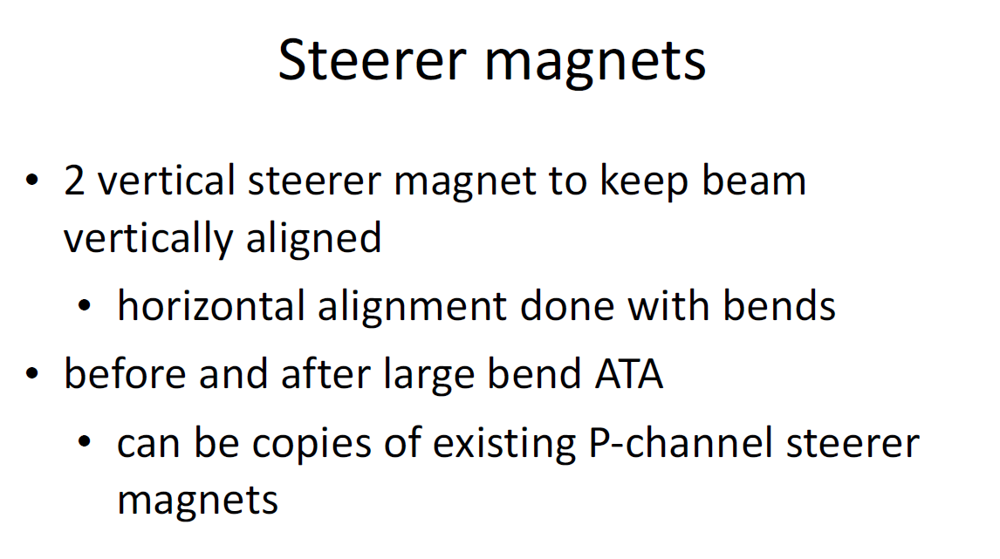 Steerer magnets
• 2 vertical steerer magnet to keep beam
vertically aligned
• horizontal alignment done with bends
• before and after large bend ATA
• can be copies of existing P-channel steerer
magnets